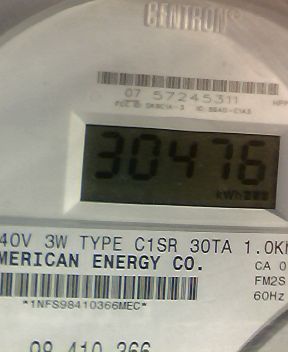 CENTRON®
07 57245311
30476
kWh
40V 3W TYPE C1SR 30TA 1.0K
MERICAN ENERGY CO.
CA 0
FM2S
60Hz
*1NFS98410366MEC*
98 410 366